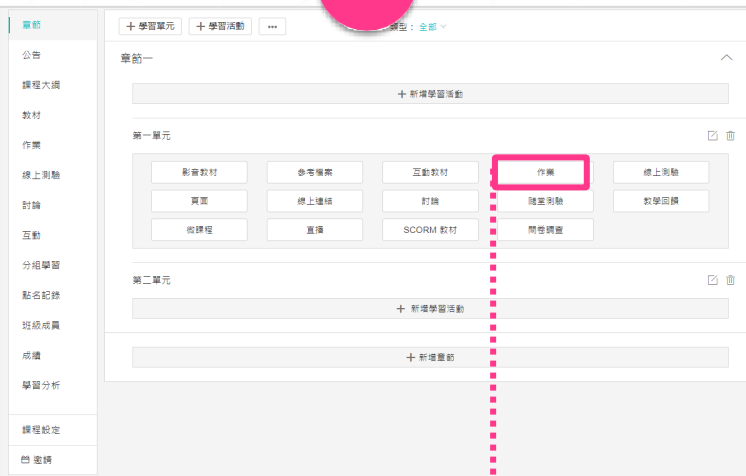 章節
公告
課程大綱
教材
作業
線上測驗
討論
互動
分組學習
點名記錄
班級成員
成績
學習分析
課程設定
邀請
+ 學習單元 + 學習活動 ••• 類型： 全部
章節一
+ 新增學習活動
第一單元
影音教材 參考檔案 互動教材 作業 線上測驗
頁面 線上連結 討論 隨堂測驗 教學回饋
微課程 直播 SCORM 教材 問卷調查
第二單元
+ 新增學習活動
+ 新增章節